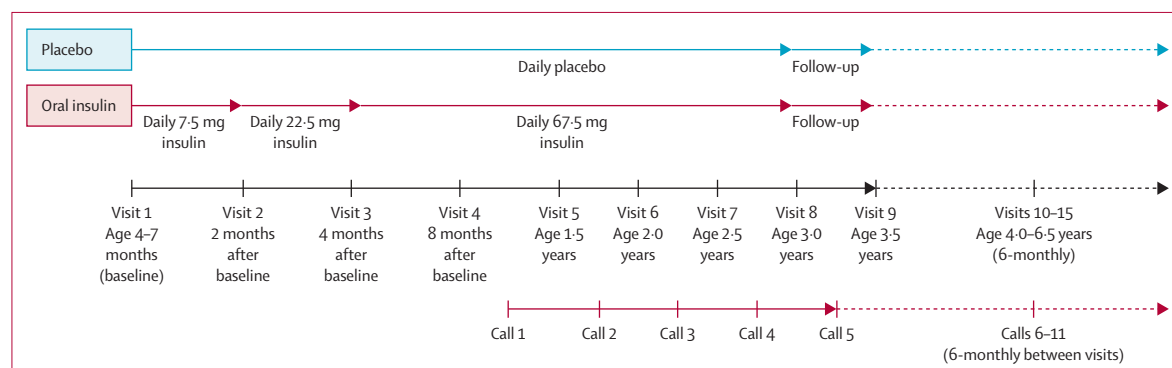 Placebo
Daily placebo
Follow-up
Oral insulin
Daily 7·5 mg
insulin
Daily 22·5 mg
insulin
Daily 67·5 mg
insulin
Follow-up
Visit 1
Age 4–7
months
(baseline)
Visit 2
2 months
after
baseline
Visit 3
4 months
after
baseline
Visit 4
8 months
after
baseline
Visit 5
Age 1·5
years
Visit 6
Age 2·0
years
Visit 7
Age 2·5
years
Visit 8
Age 3·0
years
Visit 9
Age 3·5
years
Visits 10–15
Age 4·0–6·5 years
(6-monthly)
Call 1
Call 2
Call 3
Call 4
Call 5
Calls 6–11
(6-monthly between visits)